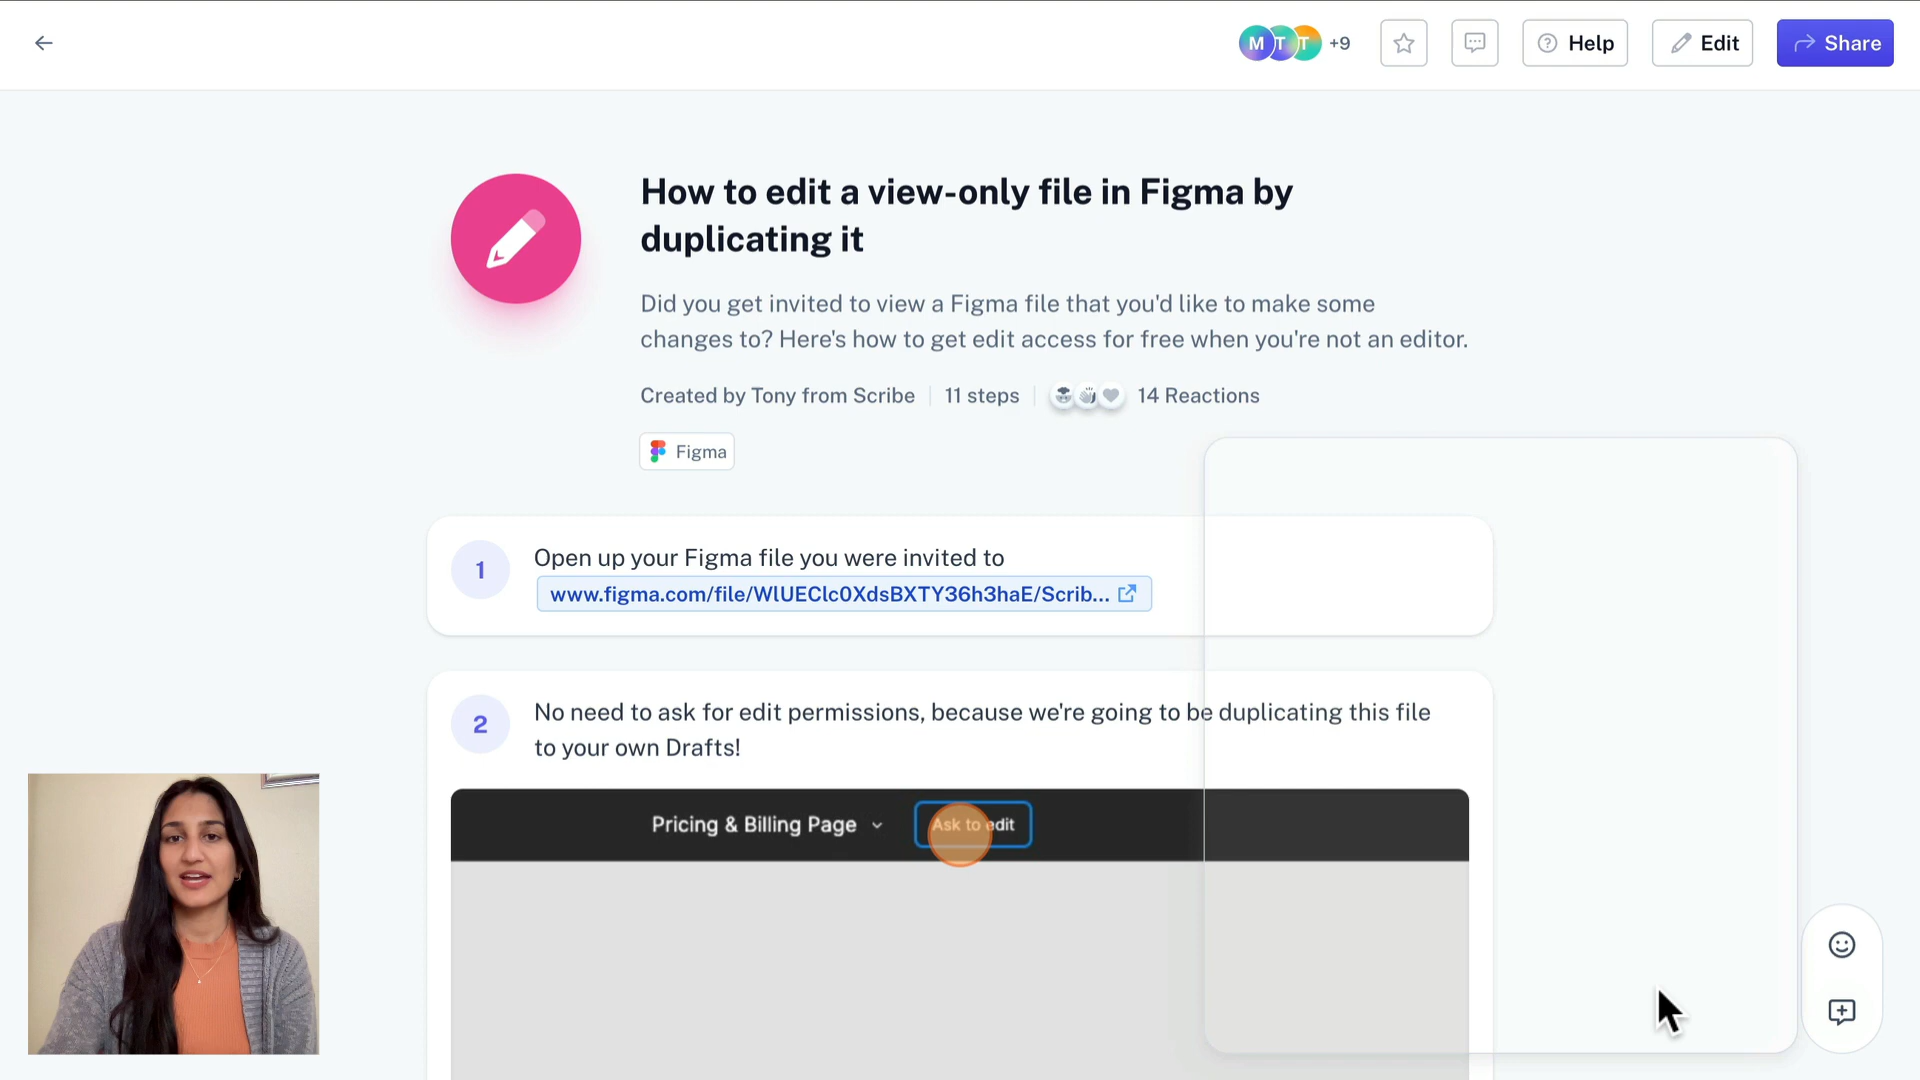 M T T +9
Help
Edit
Share
How to edit a view-only file in Figma by
duplicating it
Did you get invited to view a Figma file that you'd like to make some
changes to? Here's how to get edit access for free when you're not an editor.
Created by Tony from Scribe
11 steps
14 Reactions
Figma
1
Open up your Figma file you were invited to
www.figma.com/file/WlUEClc0XdsBXTY36h3haE/Scrib...
2
No need to ask for edit permissions, because we're going to be duplicating this file
to your own Drafts!
Pricing & Billing Page
Ask to edit